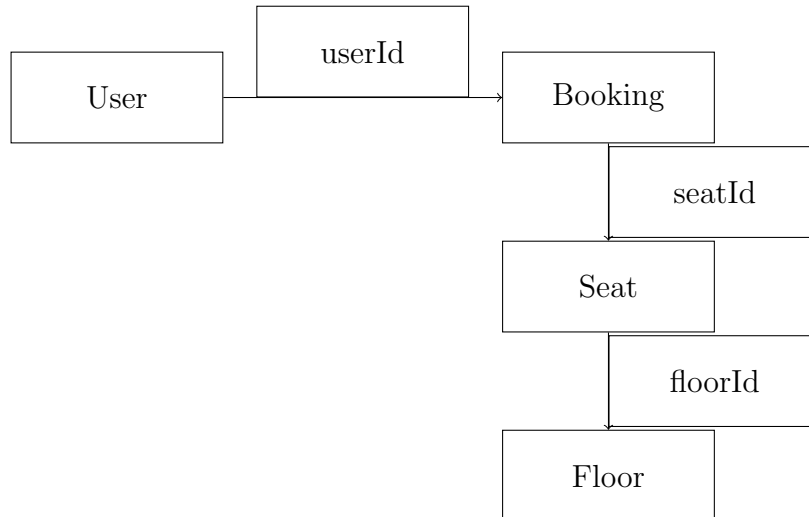 userId
User
Booking
seatId
Seat
floorId
Floor